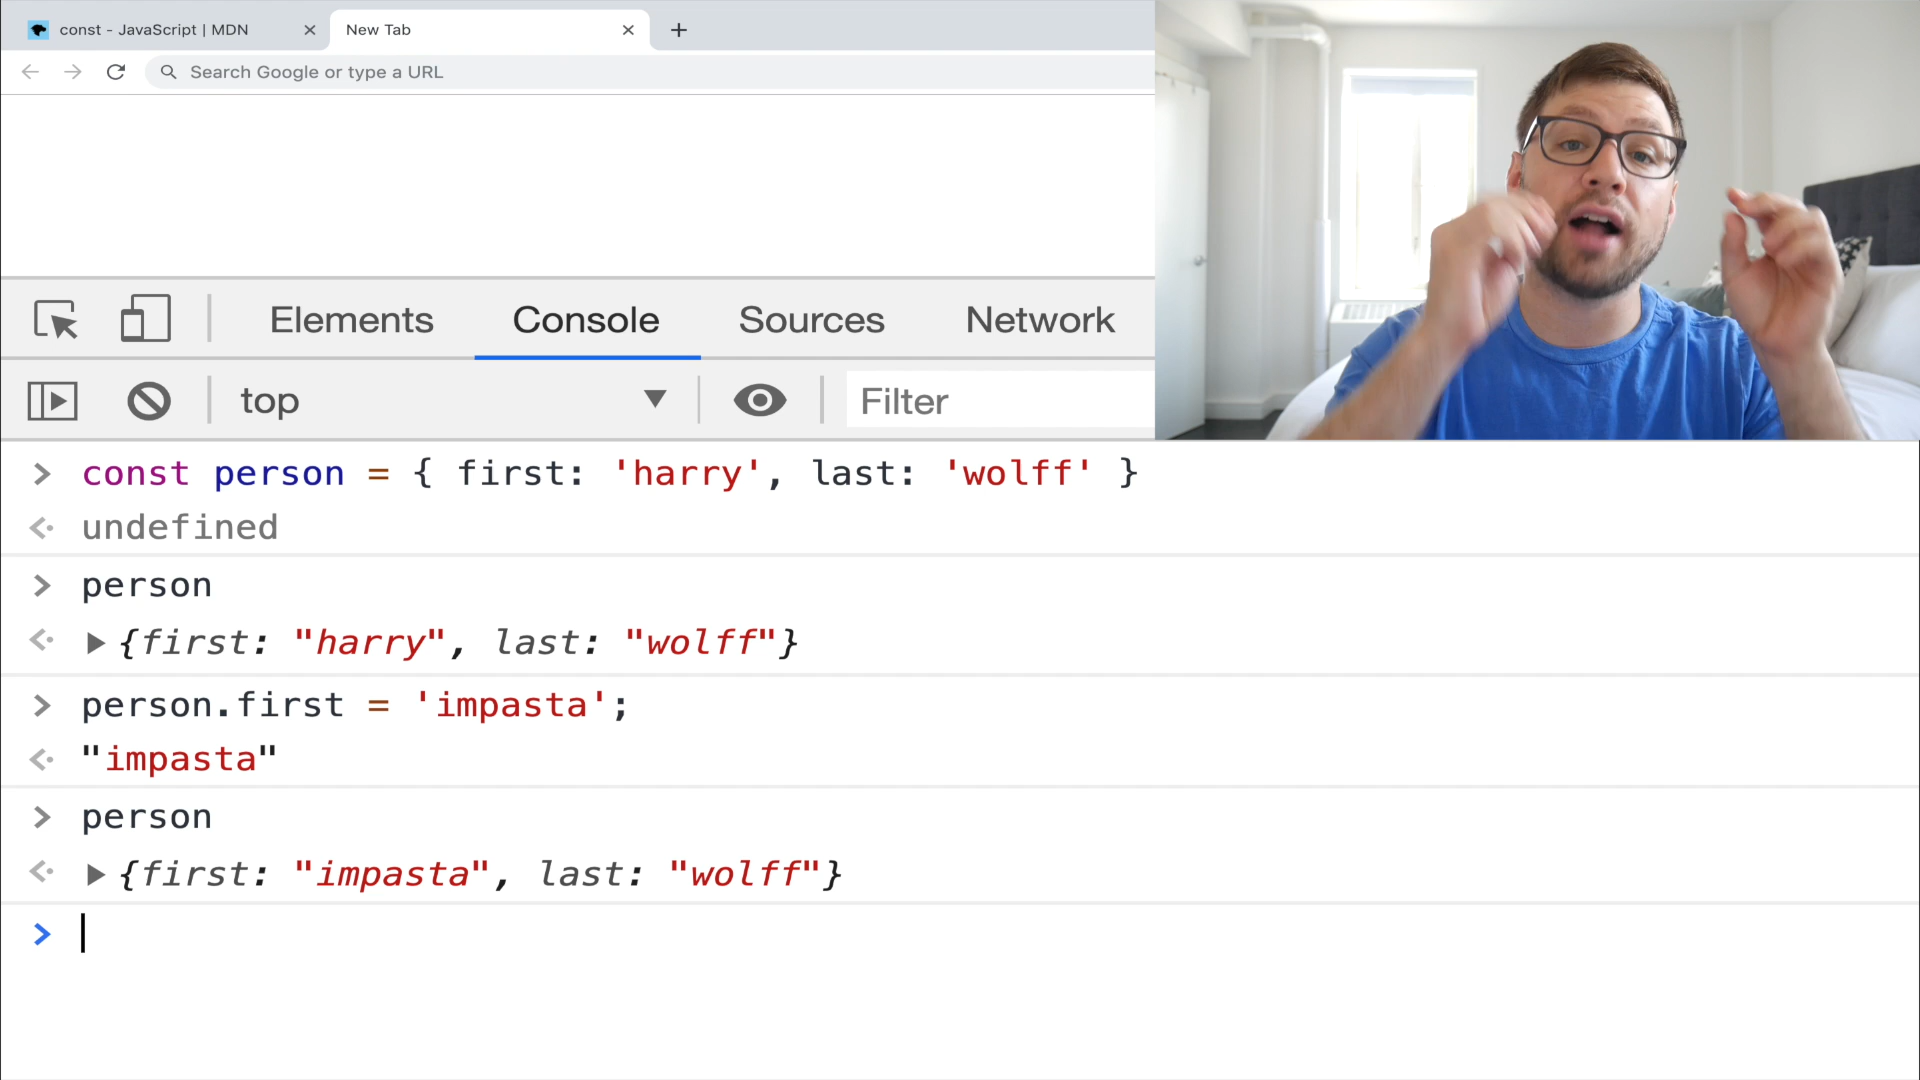 const - JavaScript | MDN
New Tab
Search Google or type a URL
Elements Console Sources Network
top Filter
> const person = { first: 'harry', last: 'wolff' }
undefined
> person
{first: "harry", last: "wolff"}
> person.first = 'impasta';
"impasta"
> person
{first: "impasta", last: "wolff"}
>